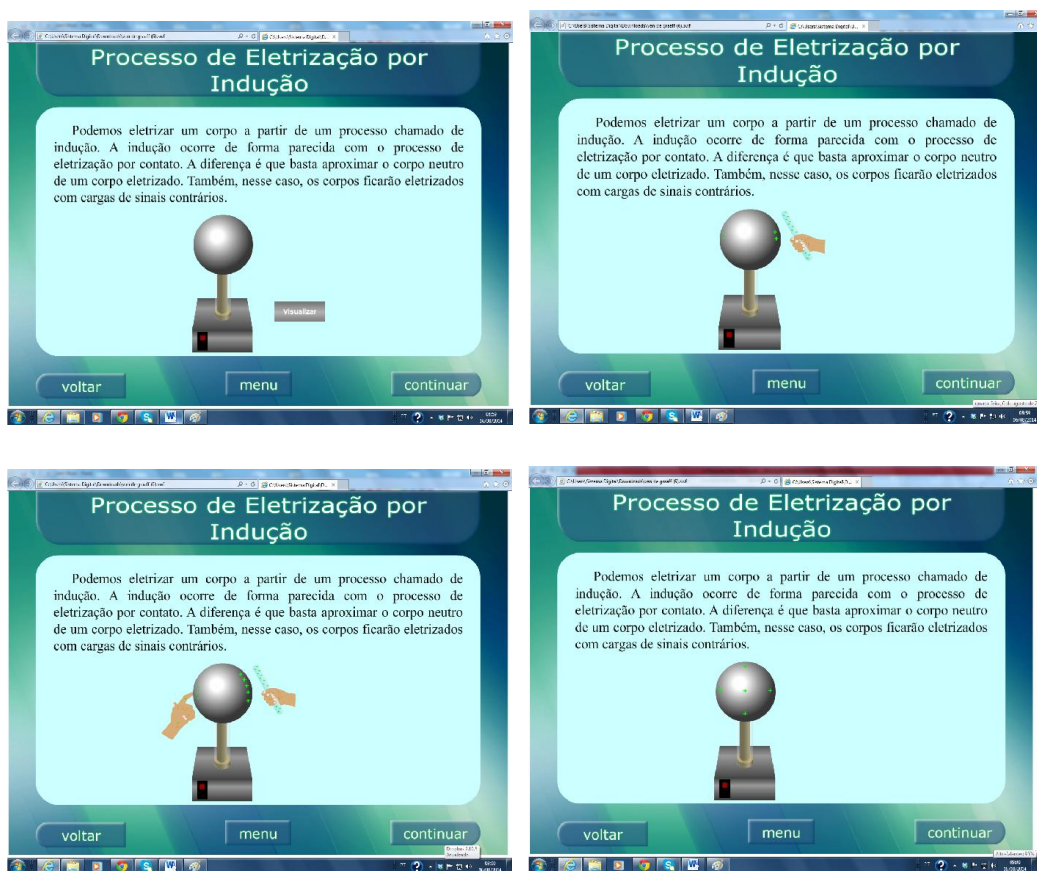 Processo de Eletrização por
Indução
Podemos eletrizar um corpo a partir de um processo chamado de
indução. A indução ocorre de forma parecida com o processo de
eletrização por contato. A diferença é que basta aproximar o corpo neutro
de um corpo eletrizado. Também, nesse caso, os corpos ficarão eletrizados
com cargas de sinais contrários.
Visualizar
voltar
menu
continuar
Processo de Eletrização por
Indução
Podemos eletrizar um corpo a partir de um processo chamado de
indução. A indução ocorre de forma parecida com o processo de
eletrização por contato. A diferença é que basta aproximar o corpo neutro
de um corpo eletrizado. Também, nesse caso, os corpos ficarão eletrizados
com cargas de sinais contrários.
voltar
menu
continuar
Processo de Eletrização por
Indução
Podemos eletrizar um corpo a partir de um processo chamado de
indução. A indução ocorre de forma parecida com o processo de
eletrização por contato. A diferença é que basta aproximar o corpo neutro
de um corpo eletrizado. Também, nesse caso, os corpos ficarão eletrizados
com cargas de sinais contrários.
voltar
menu
continuar
Processo de Eletrização por
Indução
Podemos eletrizar um corpo a partir de um processo chamado de
indução. A indução ocorre de forma parecida com o processo de
eletrização por contato. A diferença é que basta aproximar o corpo neutro
de um corpo eletrizado. Também, nesse caso, os corpos ficarão eletrizados
com cargas de sinais contrários.
voltar
menu
continuar